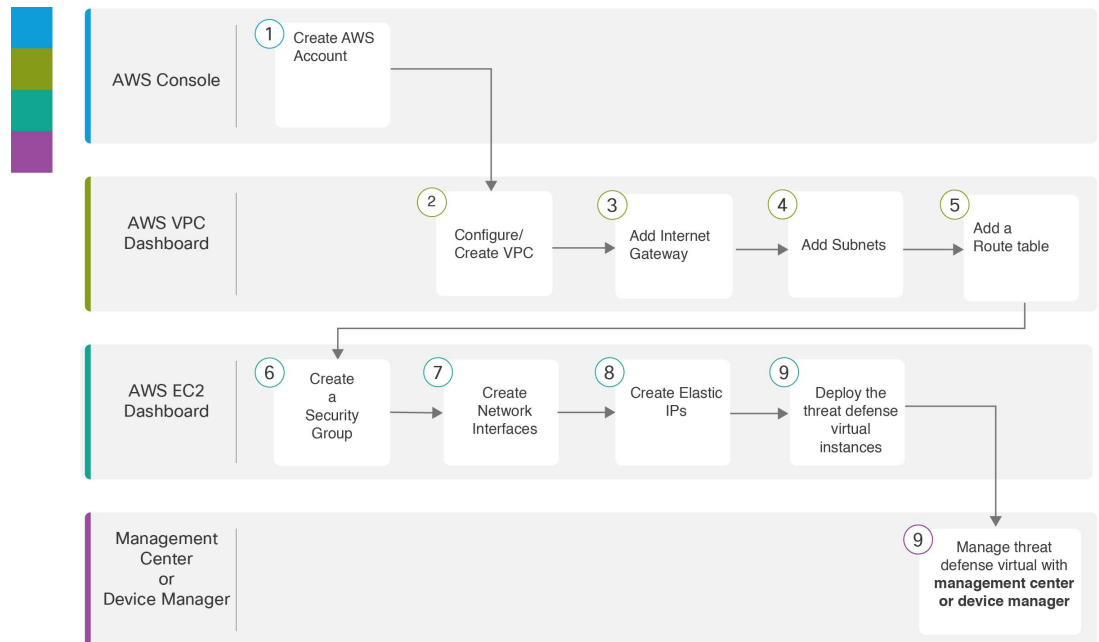 AWS Console
1
Create AWS
Account
AWS VPC
Dashboard
2
Configure/
Create VPC
3
Add Internet
Gateway
4
Add Subnets
5
Add a
Route table
AWS EC2
Dashboard
6
Create
a
Security
Group
7
Create
Network
Interfaces
8
Create Elastic
IPs
9
Deploy the
threat defense
virtual
instances
Management
Center
or
Device Manager
9
Manage threat
defense virtual with
management center
or device manager